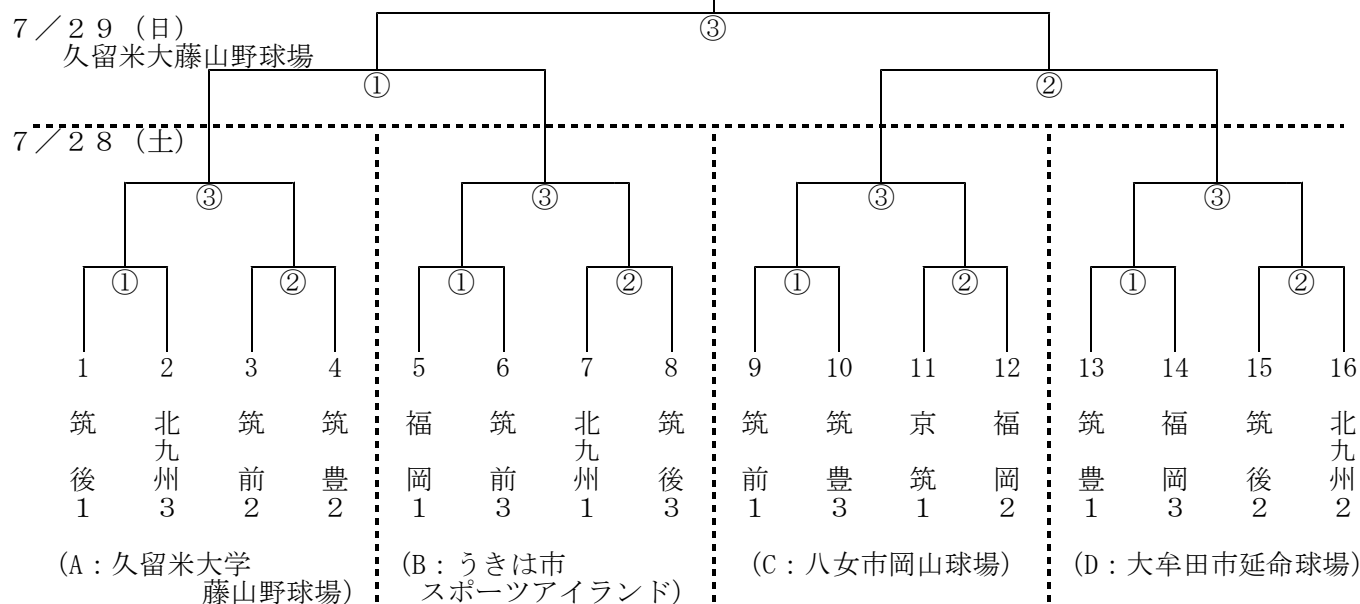 ７／２９（日）
③
久留米大藤山野球場
① ②
７／２８（土）
③ ③ ③ ③
① ② ① ② ① ② ① ②
1 2 3 4 5 6 7 8 9 10 11 12 13 14 15 16
筑後１
北九州３
筑前２
筑豊２
福岡１
筑前３
北九州１
筑後３
筑前１
筑豊３
京筑１
福岡２
筑豊１
福岡３
筑後２
北九州２
(A：久留米大学
藤山野球場)
(B：うきは市
スポーツアイランド)
(C：八女市岡山球場)
(D：大牟田市延命球場)